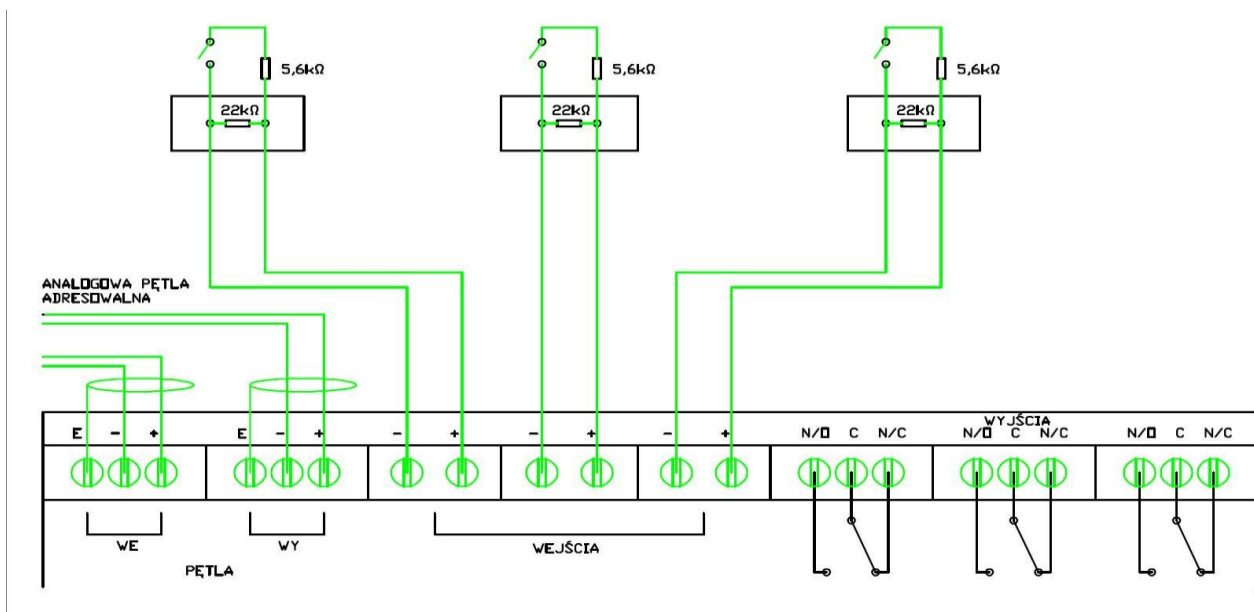 5,6kΩ 5,6kΩ 5,6kΩ
22kΩ 22kΩ 22kΩ
ANALOGOWA PĘTLA
ADRESOWALNA
WYJŚCIA
E - + E - + - + - + - + N/O C N/C N/O C N/C N/O C N/C
WE WY WEJŚCIA
PĘTLA